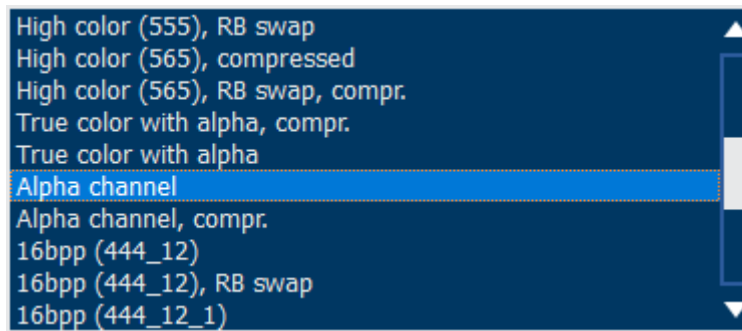 High color (555), RB swap
High color (565), compressed
High color (565), RB swap, compr.
True color with alpha, compr.
True color with alpha
Alpha channel
Alpha channel, compr.
16bpp (444_12)
16bpp (444_12), RB swap
16bpp (444_12_1)